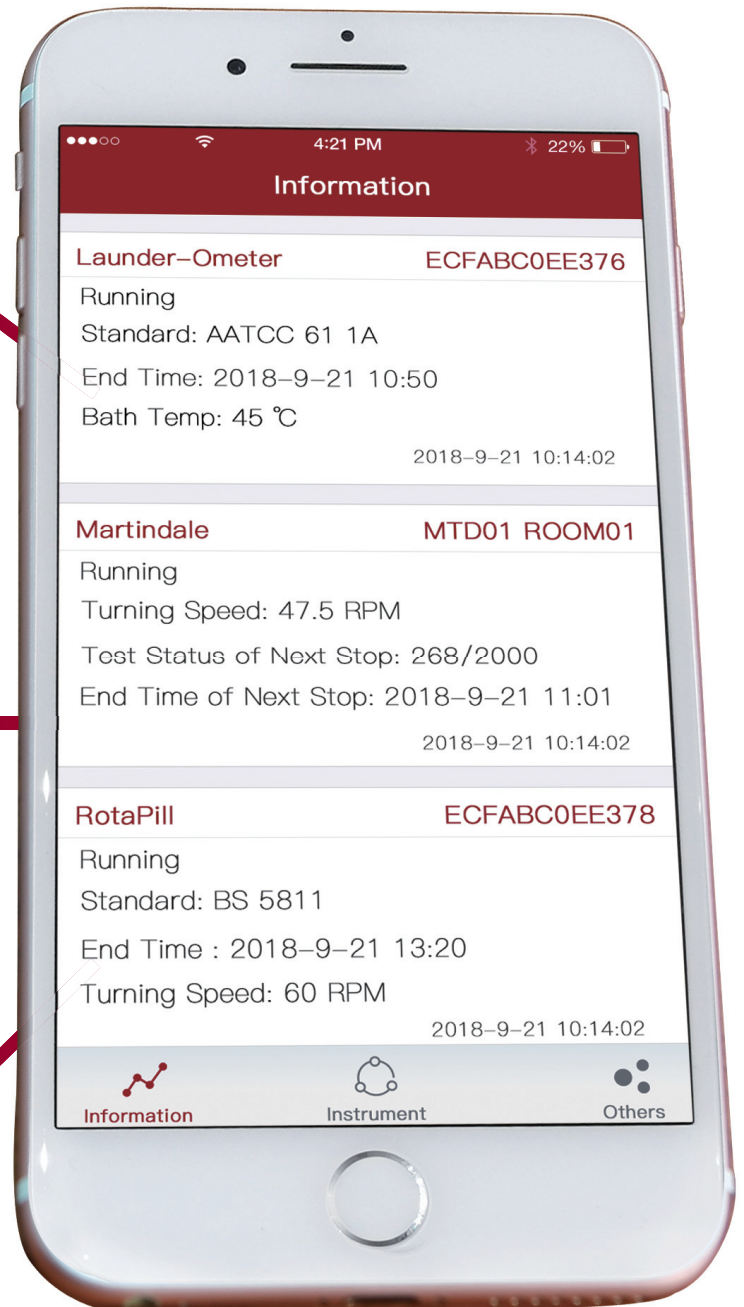 4:21 PM
22%
Information
Launder-Ometer
ECFABC0EE376
Running
Standard: AATCC 61 1A
End Time: 2018-9-21 10:50
Bath Temp: 45 ℃
2018-9-21 10:14:02
Martindale
MTD01 ROOM01
Running
Turning Speed: 47.5 RPM
Test Status of Next Stop: 268/2000
End Time of Next Stop: 2018-9-21 11:01
2018-9-21 10:14:02
RotaPill
ECFABC0EE378
Running
Standard: BS 5811
End Time : 2018-9-21 13:20
Turning Speed: 60 RPM
2018-9-21 10:14:02
Information
Instrument
Others